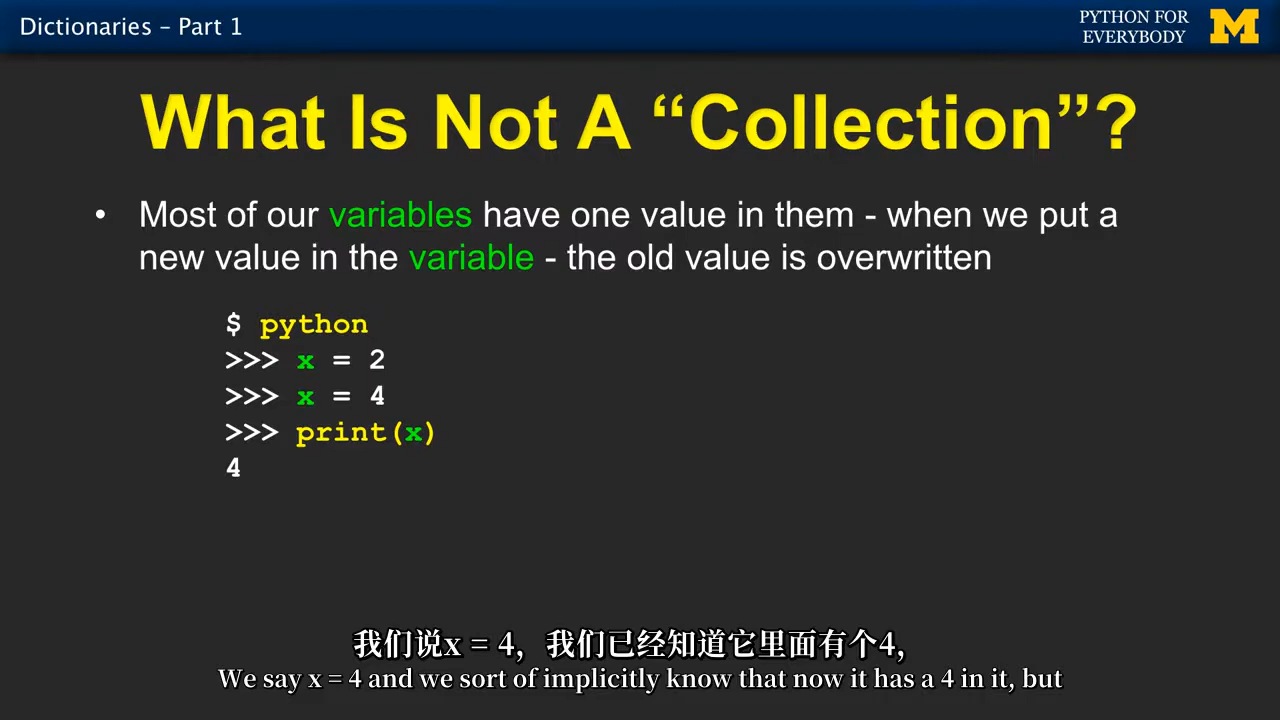 Dictionaries – Part 1
PYTHON FOR
EVERYBODY
M
What Is Not A “Collection”?
• Most of our variables have one value in them - when we put a
new value in the variable - the old value is overwritten
$ python
>>> x = 2
>>> x = 4
>>> print(x)
4
我们说x = 4，我们已经知道它里面有个4，
We say x = 4 and we sort of implicitly know that now it has a 4 in it, but